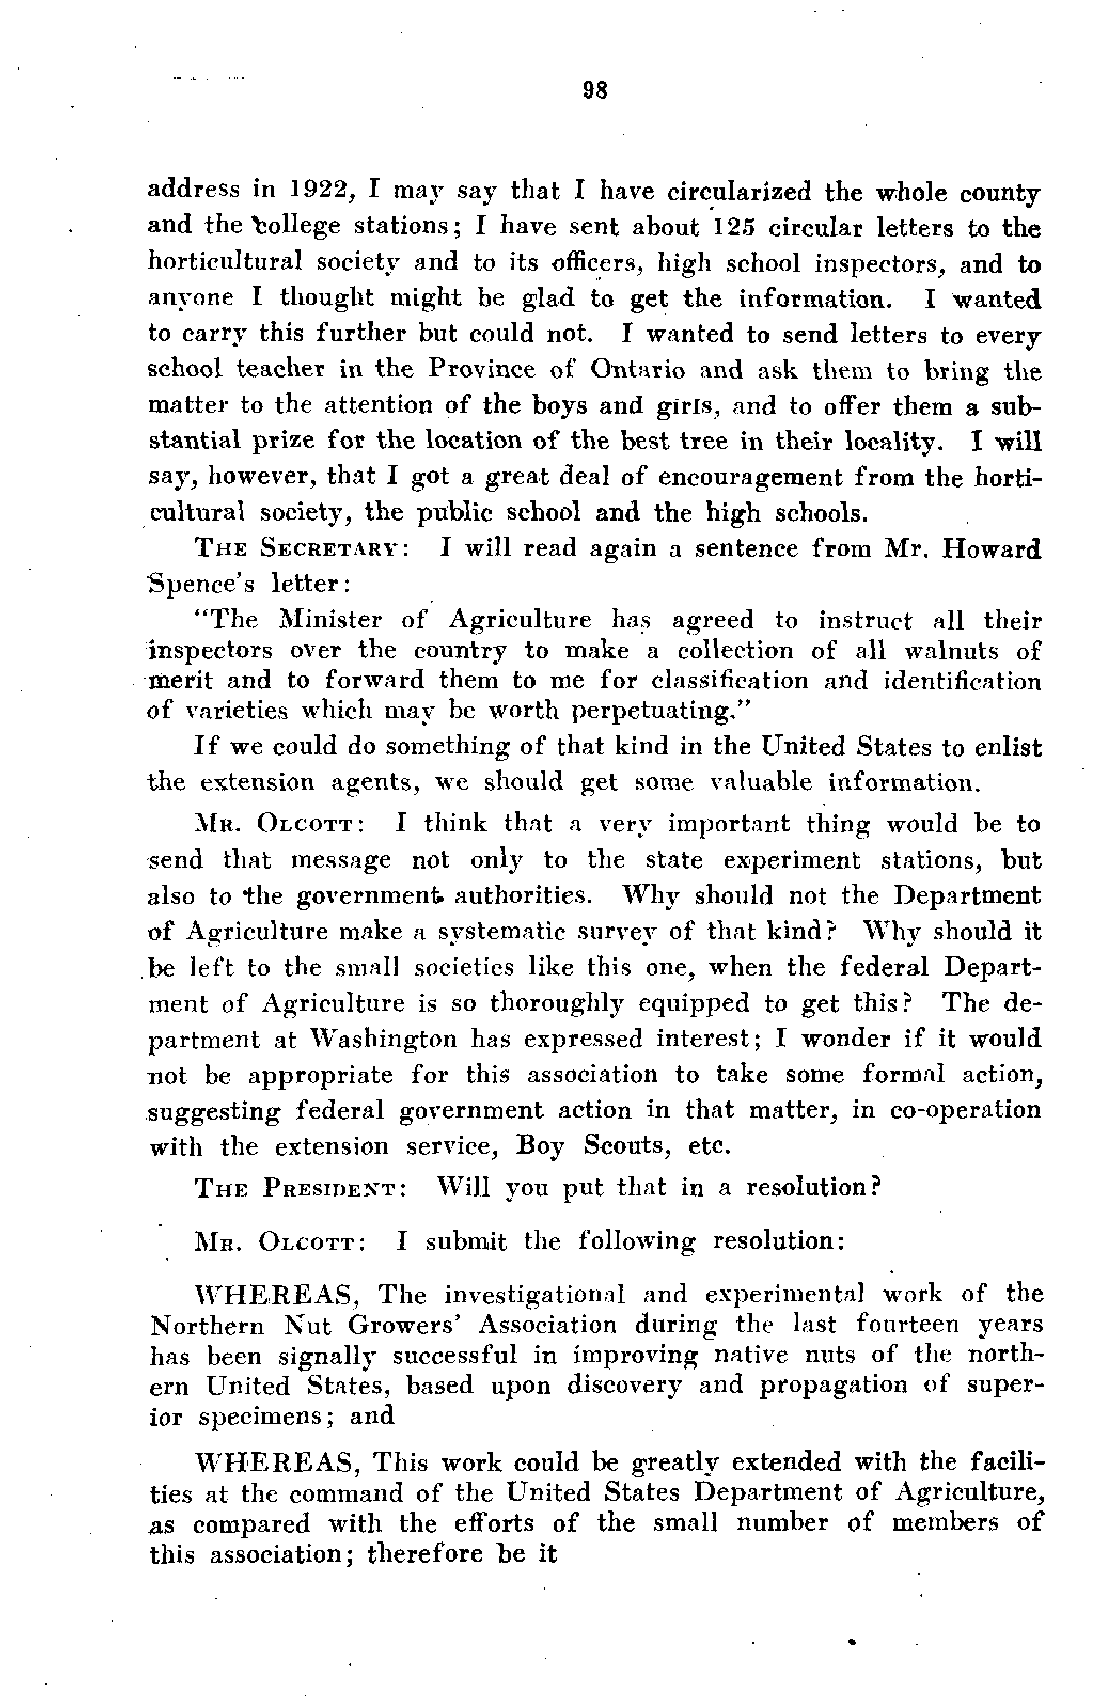 98
address in 1922, I may say that I have circularized the whole county
and the college stations; I have sent about 125 circular letters to the
horticultural society and to its officers, high school inspectors, and to
anyone I thought might be glad to get the information. I wanted
to carry this further but could not. I wanted to send letters to every
school teacher in the Province of Ontario and ask them to bring the
matter to the attention of the boys and girls, and to offer them a sub-
stantial prize for the location of the best tree in their locality. I will
say, however, that I got a great deal of encouragement from the horti-
cultural society, the public school and the high schools.
THE SECRETARY: I will read again a sentence from Mr. Howard
Spence's letter:
"The Minister of Agriculture has agreed to instruct all their
inspectors over the country to make a collection of all walnuts of
merit and to forward them to me for classification and identification
of varieties which may be worth perpetuating."
If we could do something of that kind in the United States to enlist
the extension agents, we should get some valuable information.
MR. OLCOTT: I think that a very important thing would be to
send that message not only to the state experiment stations, but
also to the government authorities. Why should not the Department
of Agriculture make a systematic survey of that kind? Why should it
be left to the small societies like this one, when the federal Depart-
ment of Agriculture is so thoroughly equipped to get this? The de-
partment at Washington has expressed interest; I wonder if it would
not be appropriate for this association to take some formal action,
suggesting federal government action in that matter, in co-operation
with the extension service, Boy Scouts, etc.
THE PRESIDENT: Will you put that in a resolution?
MR. OLCOTT: I submit the following resolution:
WHEREAS, The investigational and experimental work of the
Northern Nut Growers' Association during the last fourteen years
has been signally successful in improving native nuts of the north-
ern United States, based upon discovery and propagation of super-
ior specimens; and
WHEREAS, This work could be greatly extended with the facili-
ties at the command of the United States Department of Agriculture,
as compared with the efforts of the small number of members of
this association; therefore be it